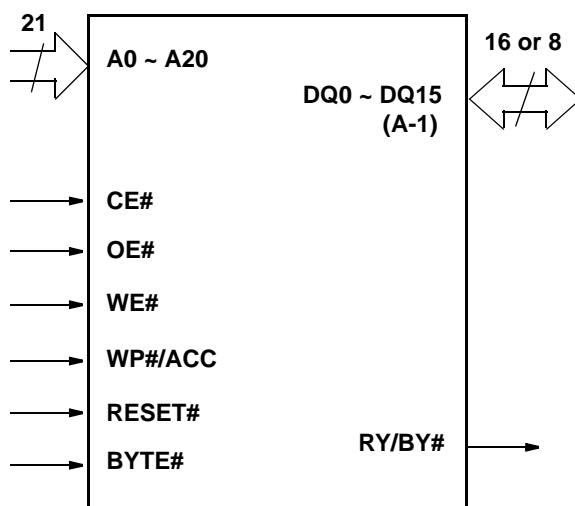 21
16 or 8
A0 ~ A20
DQ0 ~ DQ15
(A-1)
CE#
OE#
WE#
WP#/ACC
RESET#
RY/BY#
BYTE#